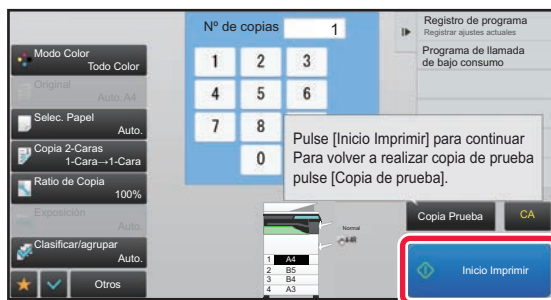 Nº de copias
1
Registro de programa
Registrar ajustes actuales
Programa de llamada
de bajo consumo
Modo Color
Todo Color
Original
Auto. A4
Selec. Papel
Auto.
Copia 2-Caras
1-Cara→1-Cara
Ratio de Copia
100%
Exposición
Auto.
Clasificar/agrupar
Auto.
Otros
1 2 3
4 5 6
7 8
0
Pulse [Inicio Imprimir] para continuar
Para volver a realizar copia de prueba
pulse [Copia de prueba].
Normal
A4R
1 A4
2 B5
3 B4
4 A3
Copia Prueba
CA
Inicio Imprimir